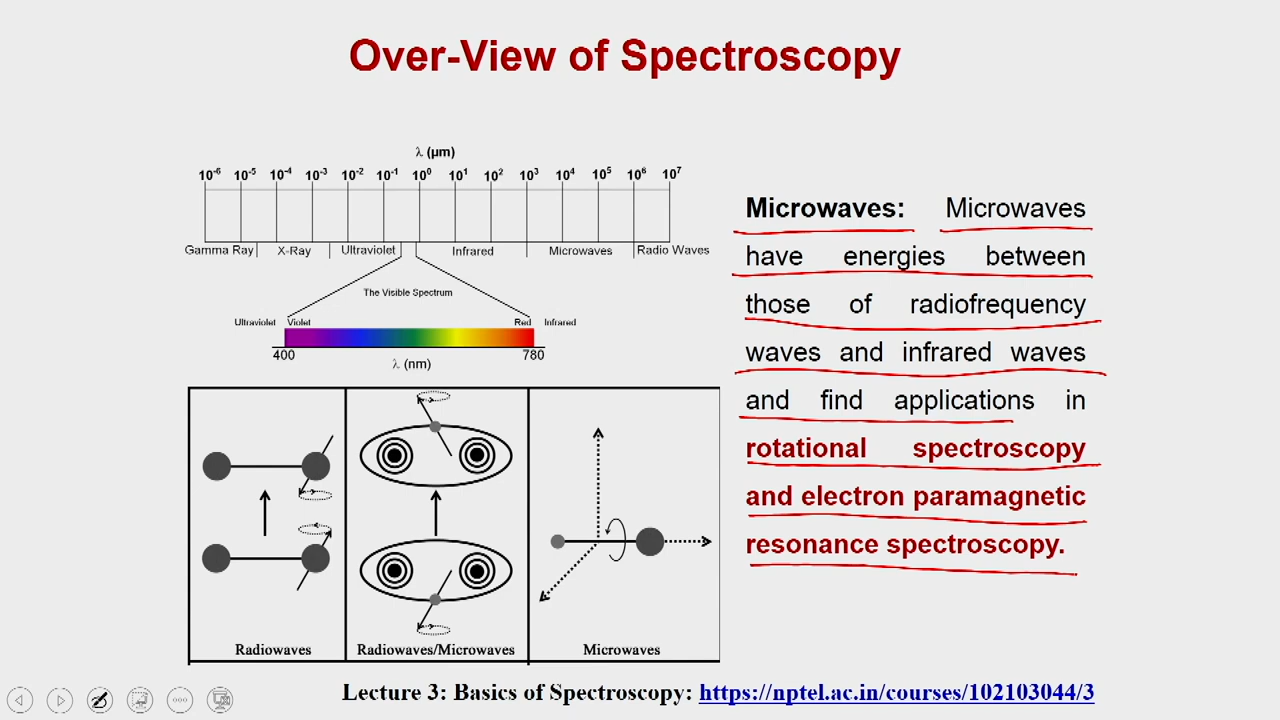 Over-View of Spectroscopy
λ (μm)
10⁻⁶ 10⁻⁵ 10⁻⁴ 10⁻³ 10⁻² 10⁻¹ 10⁰ 10¹ 10² 10³ 10⁴ 10⁵ 10⁶ 10⁷
Gamma Ray X-Ray Ultraviolet Infrared Microwaves Radio Waves
The Visible Spectrum
Ultraviolet Violet Red Infrared
400 780
λ (nm)
Radiowaves Radiowaves/Microwaves Microwaves
Microwaves: Microwaves
have energies between
those of radiofrequency
waves and infrared waves
and find applications in
rotational spectroscopy
and electron paramagnetic
resonance spectroscopy.
Lecture 3: Basics of Spectroscopy: https://nptel.ac.in/courses/102103044/3